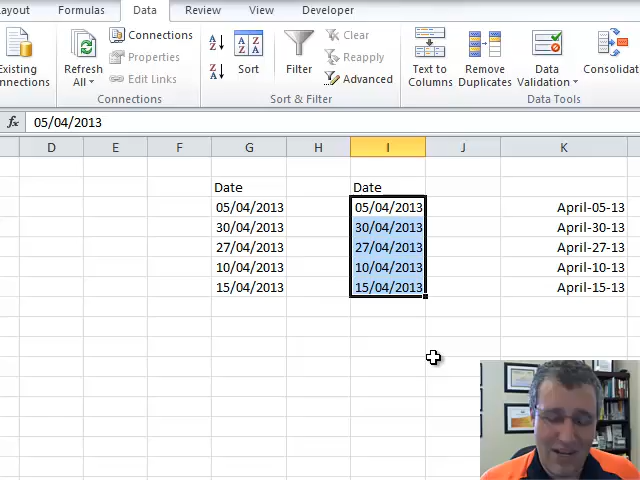 ayout Formulas Data Review View Developer
Existing Connections
Refresh All
Connections
Properties
Edit Links
Connections
Sort
Filter
Clear
Reapply
Advanced
Sort & Filter
Text to Columns
Remove Duplicates
Data Validation
Consolidat
Data Tools
fx 05/04/2013
D E F G H I J K
Date Date
05/04/2013 05/04/2013 April-05-13
30/04/2013 30/04/2013 April-30-13
27/04/2013 27/04/2013 April-27-13
10/04/2013 10/04/2013 April-10-13
15/04/2013 15/04/2013 April-15-13